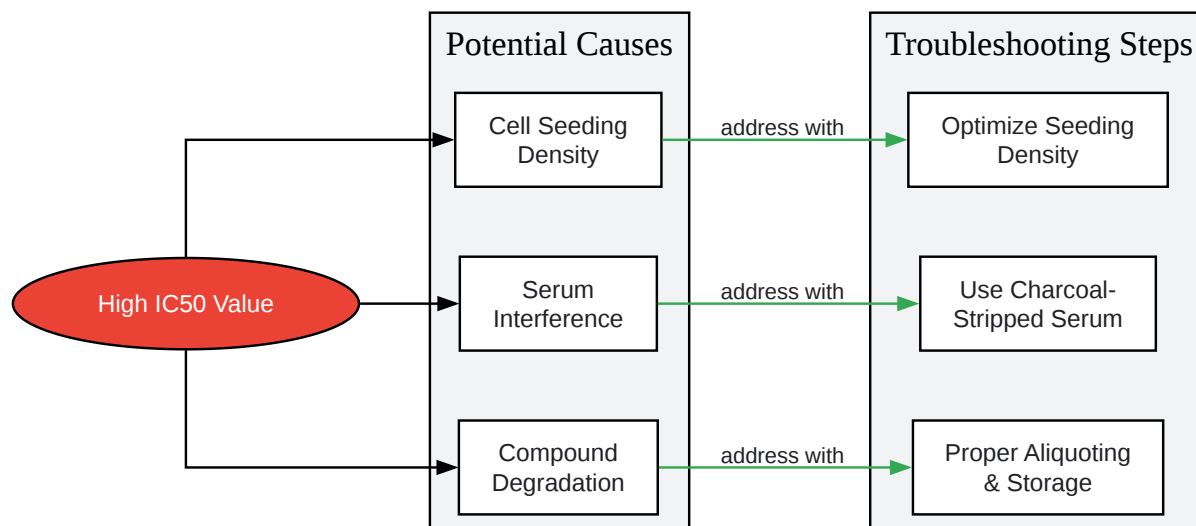 Potential Causes
Troubleshooting Steps
Cell Seeding
Density
address with
Optimize Seeding
Density
High IC50 Value
Serum
Interference
address with
Use Charcoal-
Stripped Serum
Compound
Degradation
address with
Proper Aliquoting
& Storage